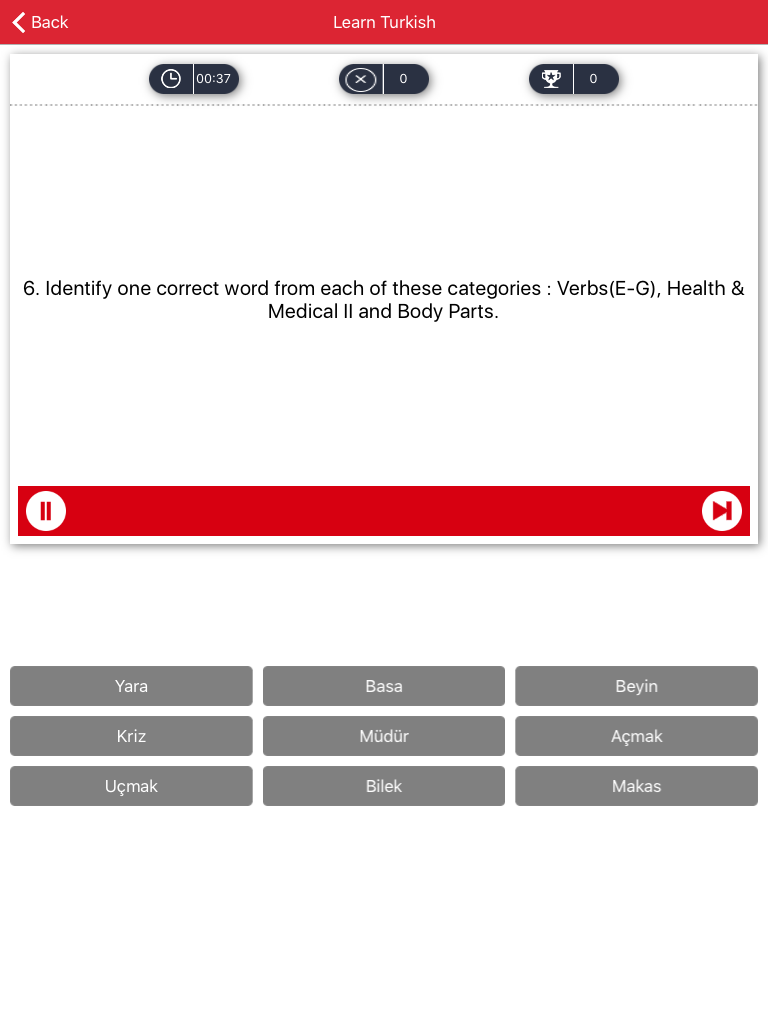 Back
Learn Turkish
00:37
0
0
6. Identify one correct word from each of these categories : Verbs(E-G), Health &
Medical II and Body Parts.
Yara
Basa
Beyin
Kriz
Müdür
Açmak
Uçmak
Bilek
Makas